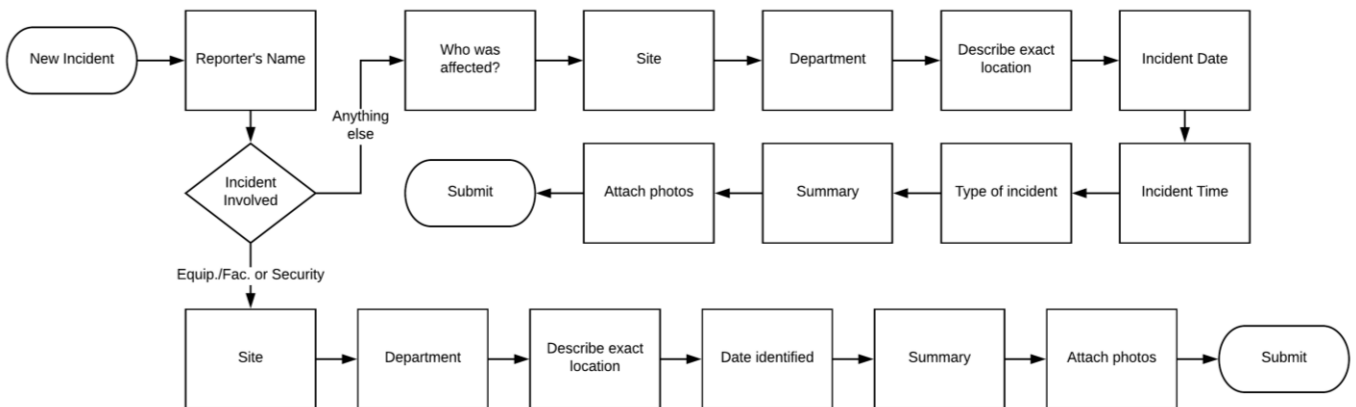 New Incident
Reporter's Name
Who was
affected?
Site
Department
Describe exact
location
Incident Date
Anything
else
Incident
Involved
Submit
Attach photos
Summary
Type of incident
Incident Time
Equip./Fac. or Security
Site
Department
Describe exact
location
Date identified
Summary
Attach photos
Submit